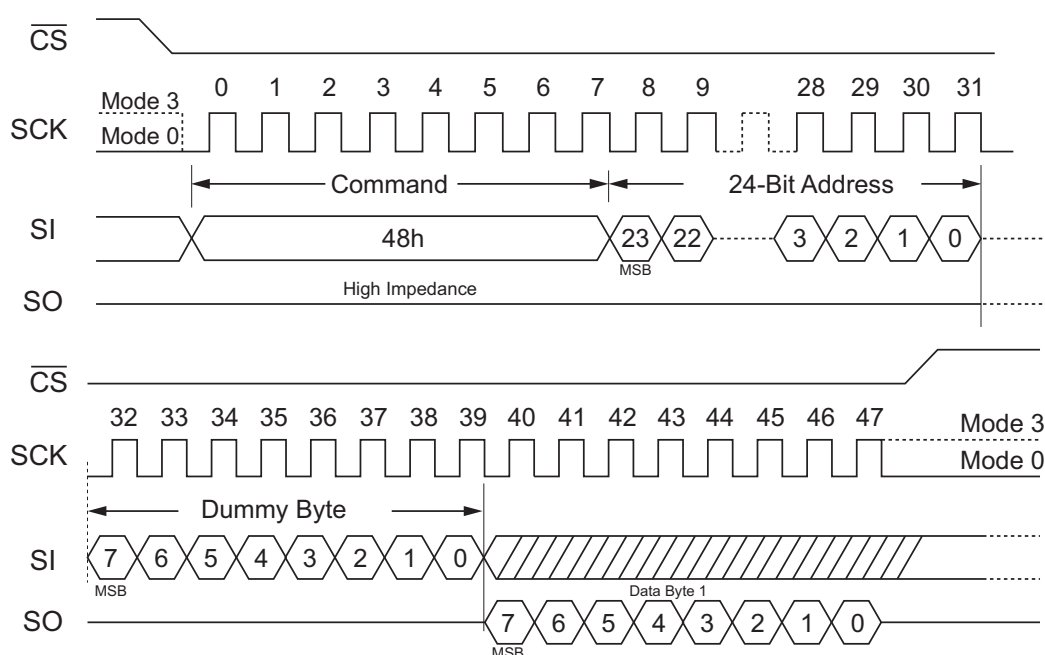 CS
0 1 2 3 4 5 6 7 8 9 28 29 30 31
Mode 3
SCK
Mode 0
Command 24-Bit Address
SI 48h 23 22 3 2 1 0
MSB
High Impedance
SO
CS
32 33 34 35 36 37 38 39 40 41 42 43 44 45 46 47 Mode 3
SCK Mode 0
Dummy Byte
SI 7 6 5 4 3 2 1 0
MSB Data Byte 1
SO 7 6 5 4 3 2 1 0
MSB